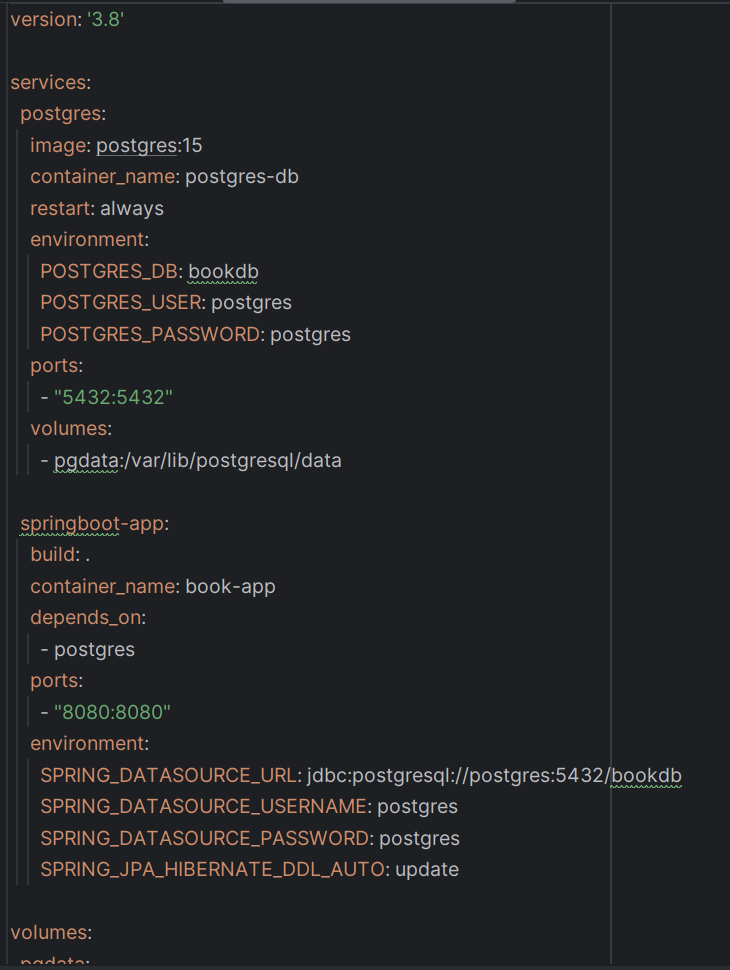 version: '3.8'

services:
  postgres:
    image: postgres:15
    container_name: postgres-db
    restart: always
    environment:
      POSTGRES_DB: bookdb
      POSTGRES_USER: postgres
      POSTGRES_PASSWORD: postgres
    ports:
      - "5432:5432"
    volumes:
      - pgdata:/var/lib/postgresql/data

  springboot-app:
    build: .
    container_name: book-app
    depends_on:
      - postgres
    ports:
      - "8080:8080"
    environment:
      SPRING_DATASOURCE_URL: jdbc:postgresql://postgres:5432/bookdb
      SPRING_DATASOURCE_USERNAME: postgres
      SPRING_DATASOURCE_PASSWORD: postgres
      SPRING_JPA_HIBERNATE_DDL_AUTO: update

volumes:
  pgdata: